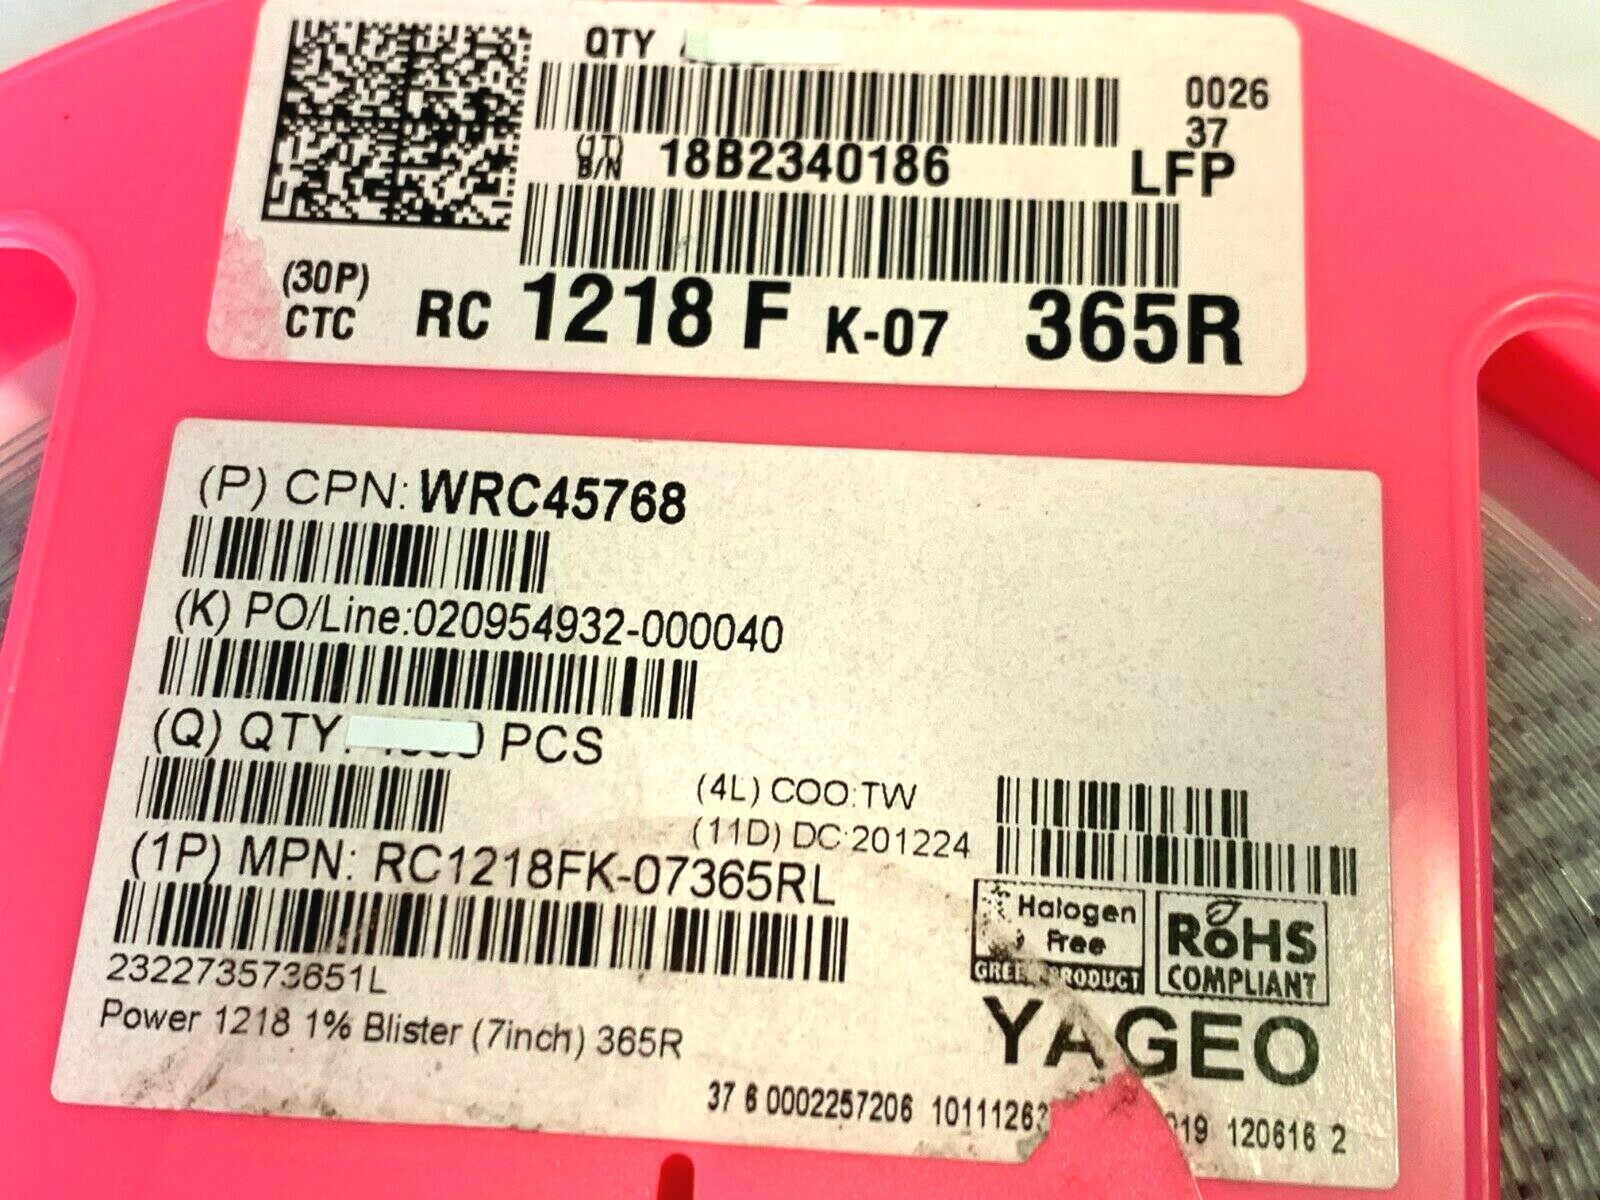 QTY
0026
37
(1T)
B/N 18B2340186 LFP
(30P)
CTC RC 1218 F K-07 365R
(P) CPN: WRC45768
(K) PO/Line:020954932-000040
(Q) QTY: PCS
(4L) COO:TW
(11D) DC:201224
(1P) MPN: RC1218FK-07365RL
232273573651L
Power 1218 1% Blister (7inch) 365R
Halogen
Free
GREEN PRODUCT
RoHS
COMPLIANT
YAGEO
37 6 0002257206 120616 2